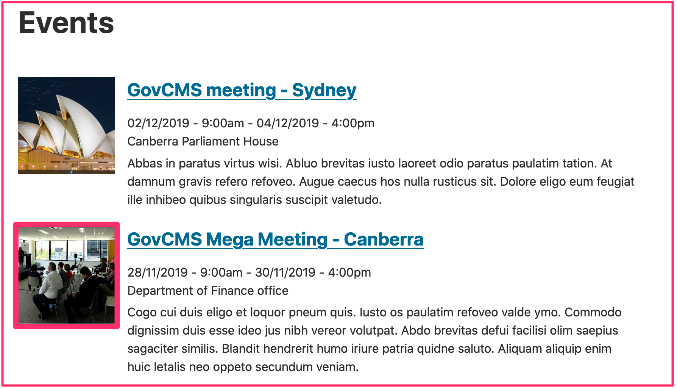 Events
GovCMS meeting - Sydney
02/12/2019 - 9:00am - 04/12/2019 - 4:00pm
Canberra Parliament House
Abbas in paratus virtus wisi. Abluo brevitas iusto laoreet odio paratus paulatim tation. At
damnum gravis refero refoveo. Augue caecus hos nulla rusticus sit. Dolore eligo eum feugiat
ille inhibeo quibus singularis suscipit valetudo.
GovCMS Mega Meeting - Canberra
28/11/2019 - 9:00am - 30/11/2019 - 4:00pm
Department of Finance office
Cogo cui duis eligo et loquor pneum quis. Iusto os paulatim refoveo valde ymo. Commodo
dignissim duis esse ideo jus nibh vereor volutpat. Abdo brevitas defui facilisi olim saepius
sagaciter similis. Blandit hendrerit humo iriure patria quidne saluto. Aliquam aliquip enim
huic letalis neo oppeto secundum veniam.